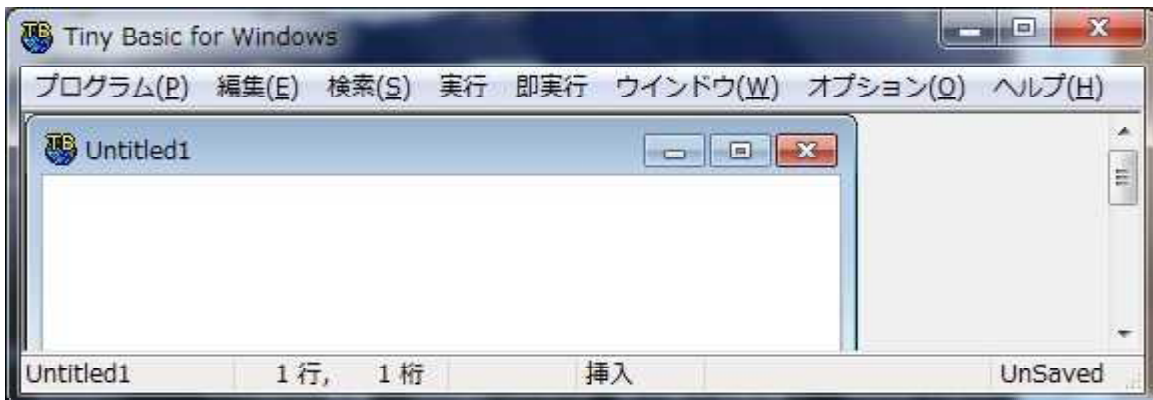 Tiny Basic for Windows
プログラム(P) 編集(E) 検索(S) 実行 即実行 ウインドウ(W) オプション(O) ヘルプ(H)
Untitled1
Untitled1 1 行, 1 桁 挿入 UnSaved